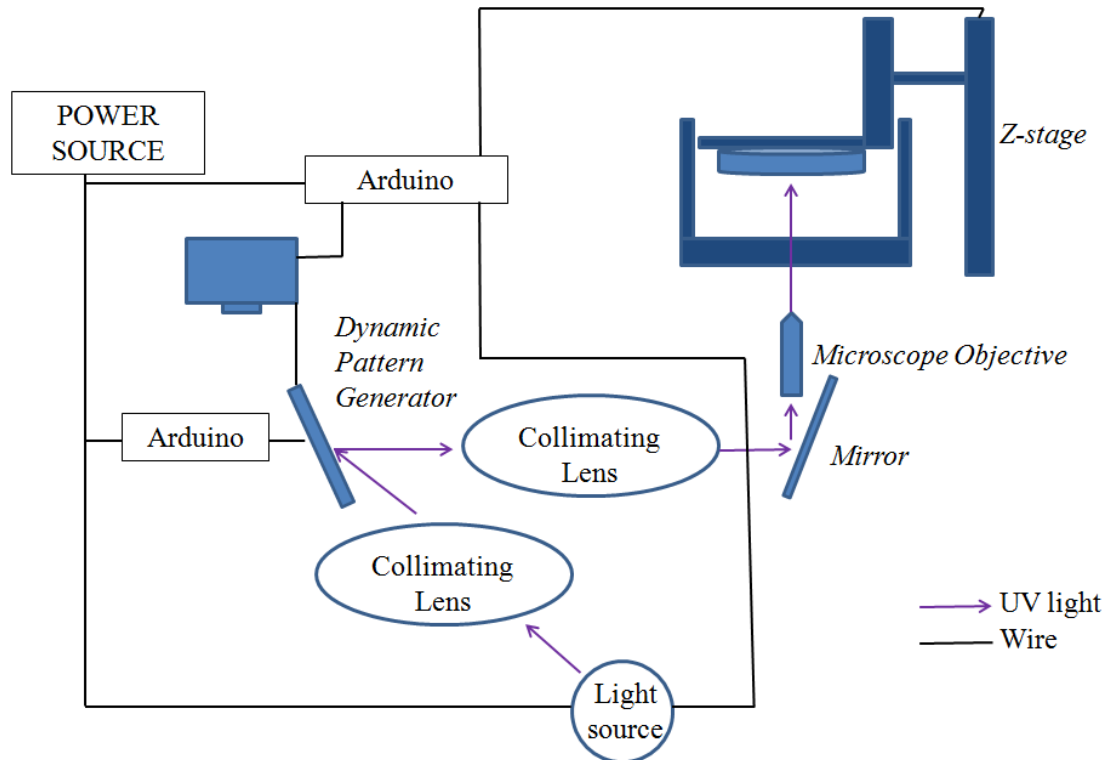 POWER
SOURCE
Z-stage
Arduino
Dynamic
Pattern
Generator
Microscope Objective
Arduino
Collimating
Lens
Mirror
Collimating
Lens
UV light
Wire
Light
source